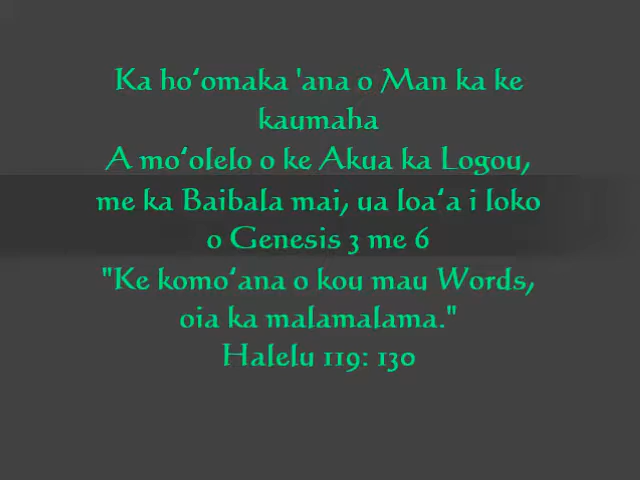 Ka hoʻomaka 'ana o Man ka ke
kaumaha
A moʻolelo o ke Akua ka Logou,
me ka Baibala mai, ua loaʻa i loko
o Genesis 3 me 6
"Ke komoʻana o kou mau Words,
oia ka malamalama."
Halelu 119: 130